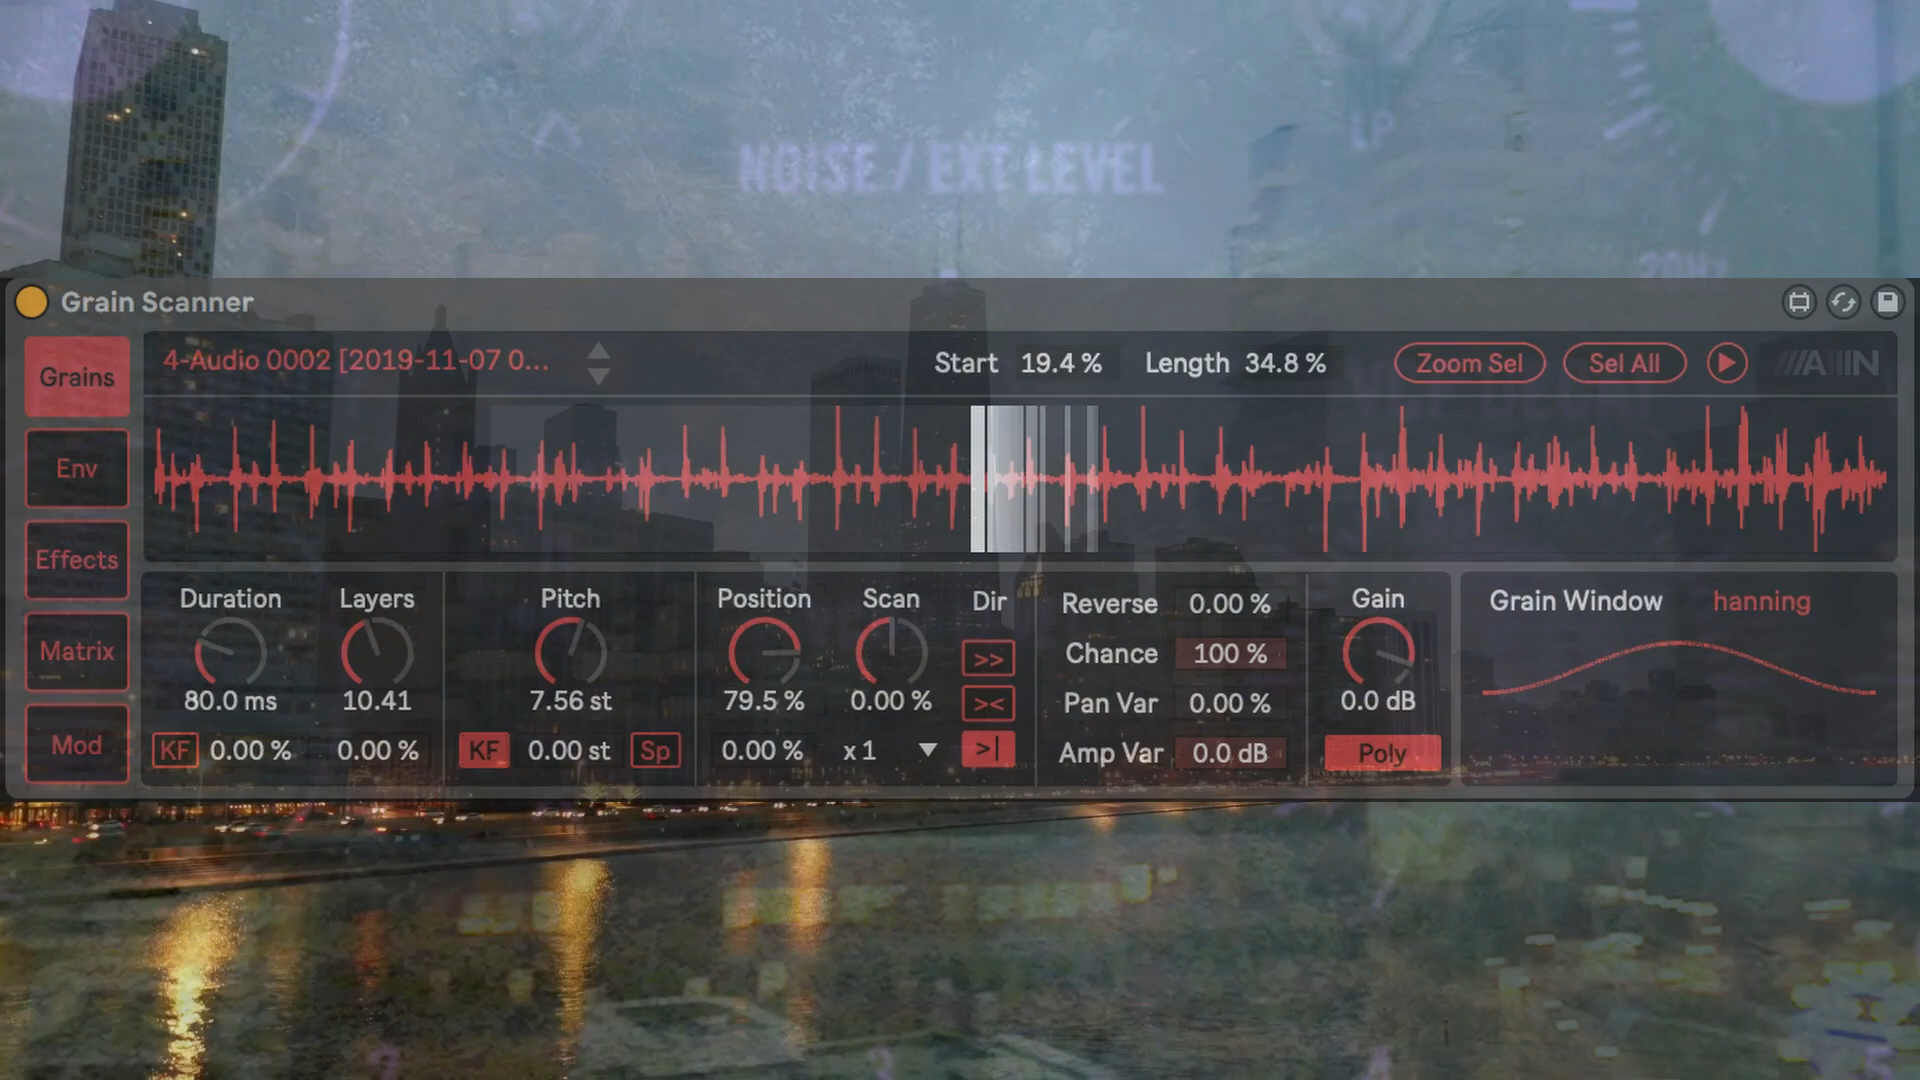 NOISE / EXT LEVEL
LP
20Hz
Grain Scanner
Grains
4-Audio 0002 [2019-11-07 0...
Start 19.4 %
Length 34.8 %
Zoom Sel
Sel All
Env
Effects
Matrix
Mod
Duration
80.0 ms
KF 0.00 %
Layers
10.41
0.00 %
Pitch
7.56 st
KF 0.00 st Sp
Position
79.5 %
0.00 %
Scan
0.00 %
x 1
Dir
>>
><
>|
Reverse 0.00 %
Chance 100 %
Pan Var 0.00 %
Amp Var 0.0 dB
Gain
0.0 dB
Poly
Grain Window hanning